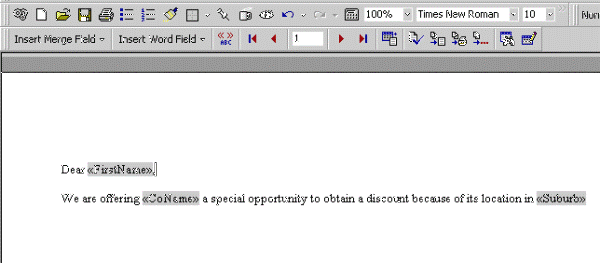 100% Times New Roman 10
Insert Merge Field Insert Word Field « » ABC 1
Dear «FirstName»,
We are offering «CoName» a special opportunity to obtain a discount because of its location in «Suburb»